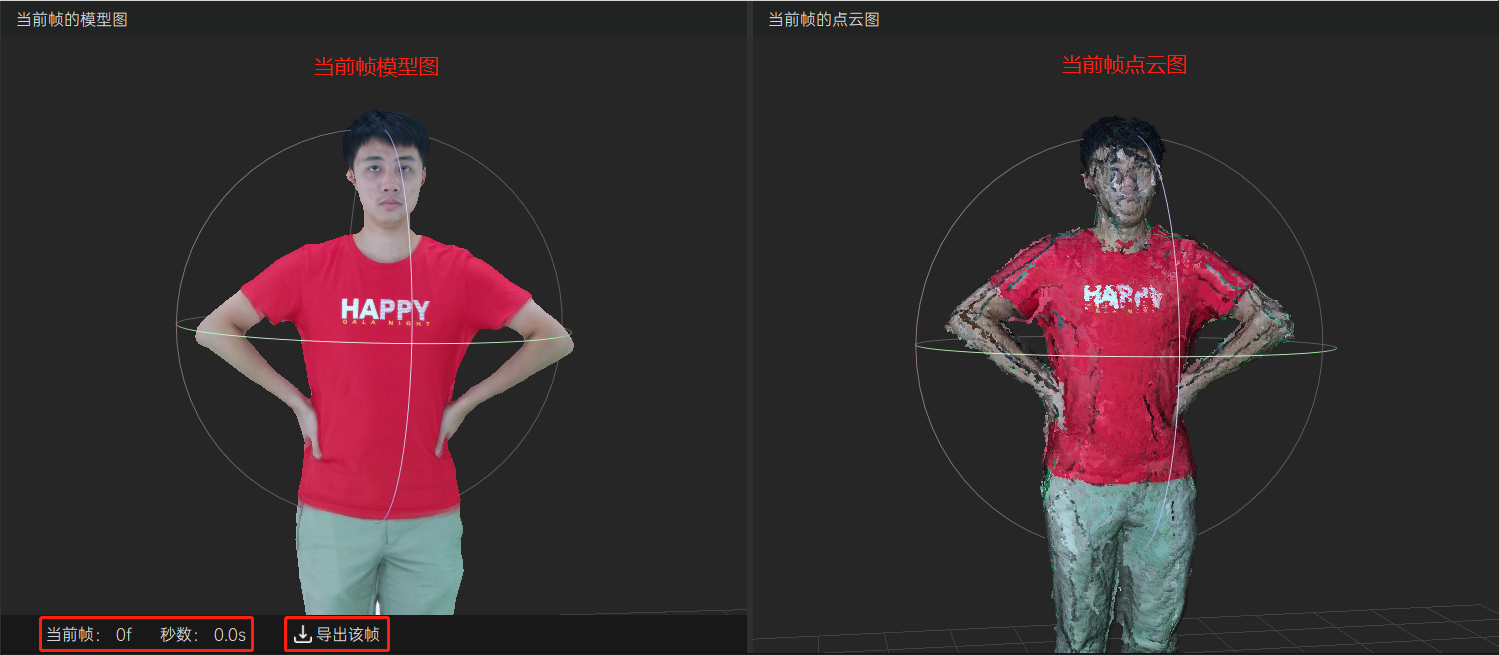 当前帧的模型图
当前帧的点云图
当前帧模型图
当前帧点云图
HAPPY
GALA NIGHT
HAPPY
当前帧： 0f 秒数： 0.0s
导出该帧